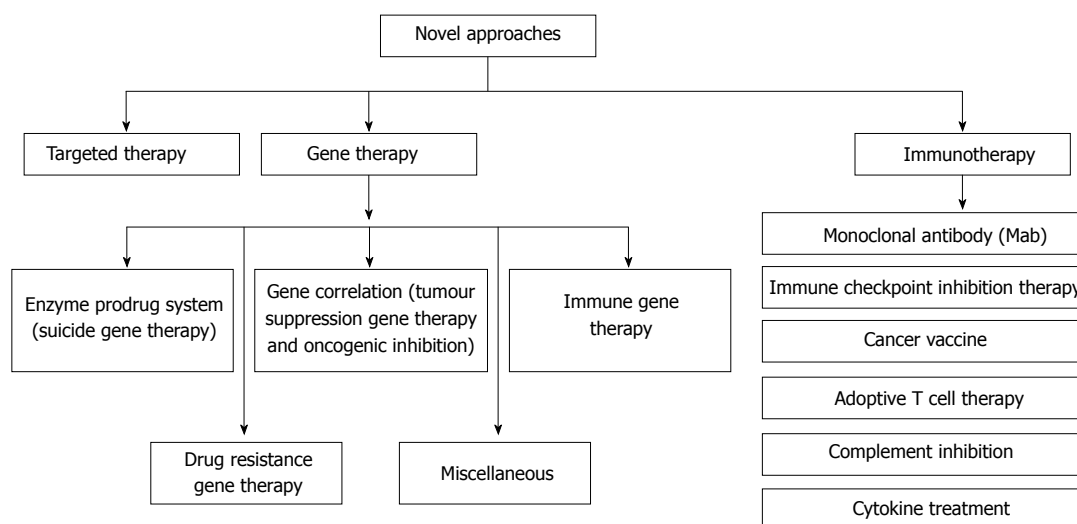 Novel approaches
Targeted therapy
Gene therapy
Immunotherapy
Enzyme prodrug system
(suicide gene therapy)
Gene correlation (tumour
suppression gene therapy
and oncogenic inhibition)
Immune gene
therapy
Drug resistance
gene therapy
Miscellaneous
Monoclonal antibody (Mab)
Immune checkpoint inhibition therapy
Cancer vaccine
Adoptive T cell therapy
Complement inhibition
Cytokine treatment